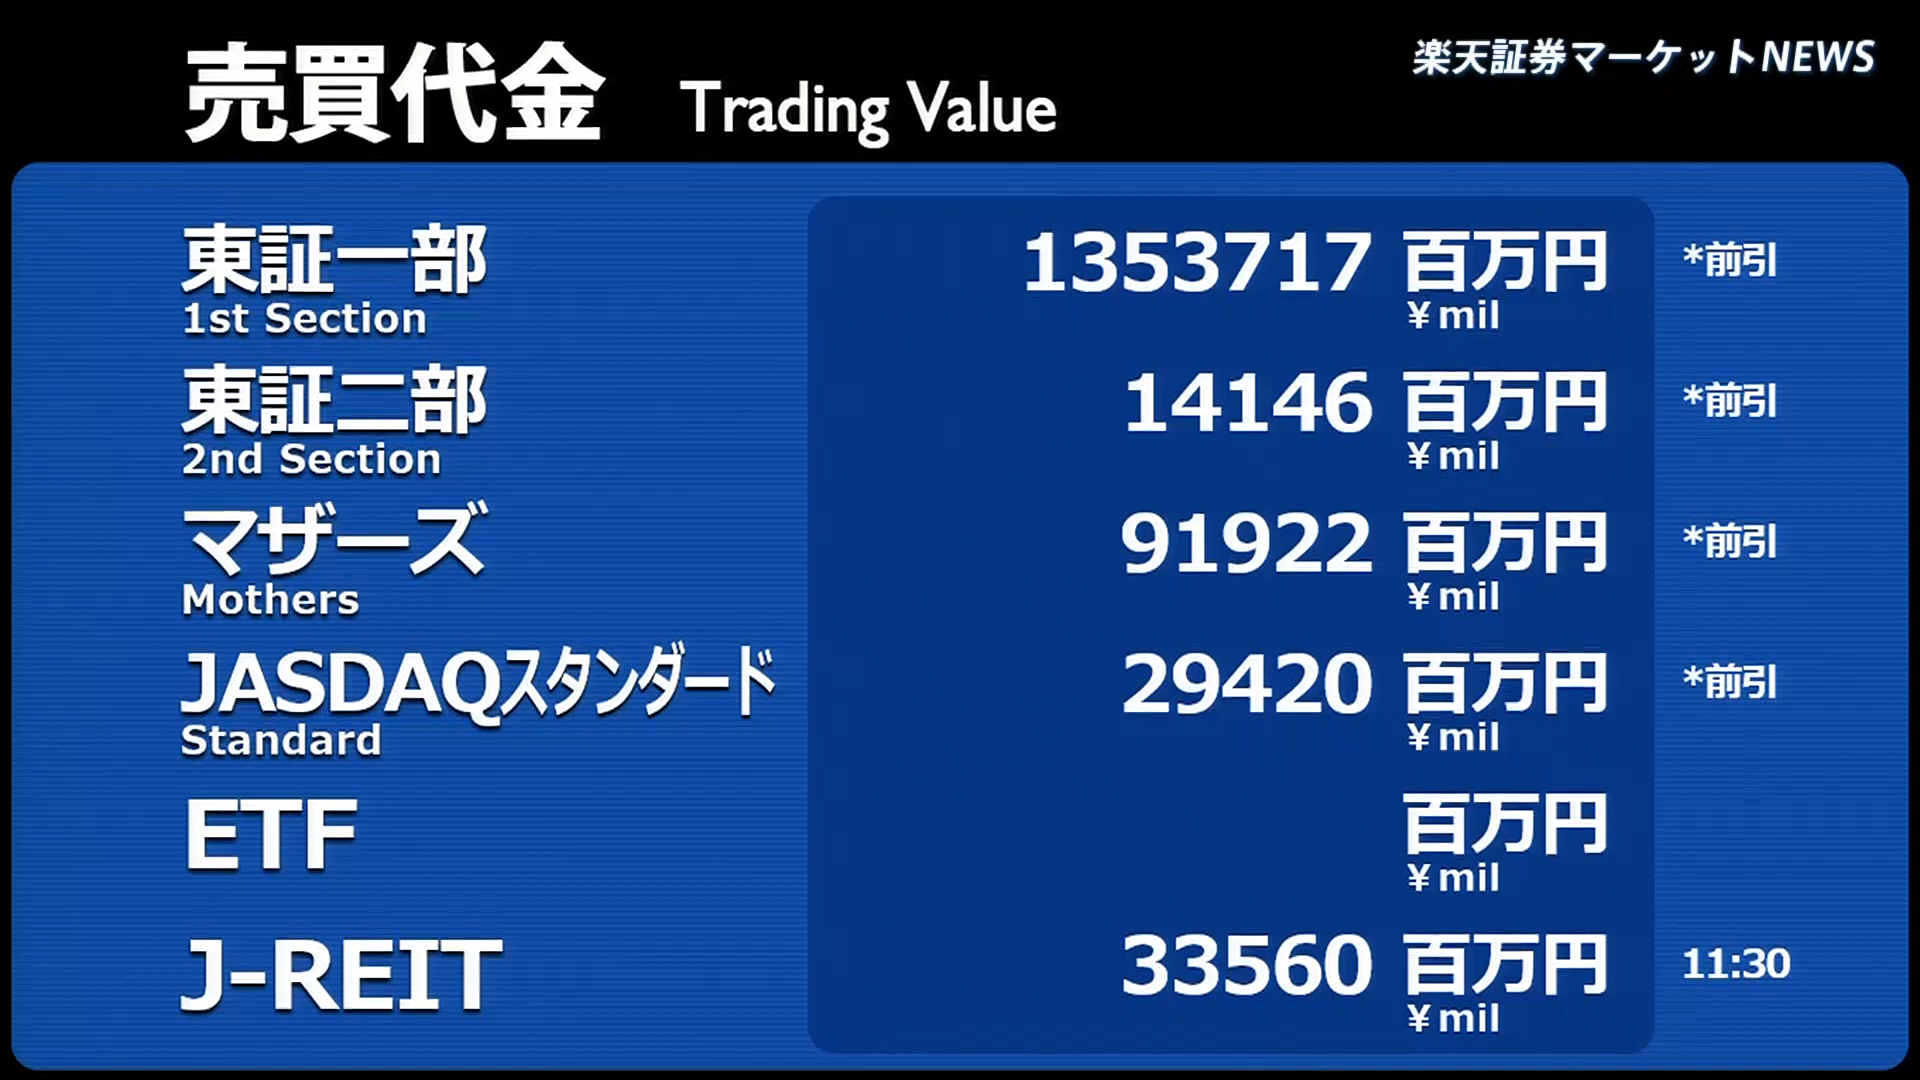 売買代金 Trading Value
楽天証券マーケットNEWS
東証一部 1353717 百万円 *前引
1st Section ¥mil
東証二部 14146 百万円 *前引
2nd Section ¥mil
マザーズ 91922 百万円 *前引
Mothers ¥mil
JASDAQスタンダード 29420 百万円 *前引
Standard ¥mil
ETF 百万円
¥mil
J-REIT 33560 百万円 11:30
¥mil